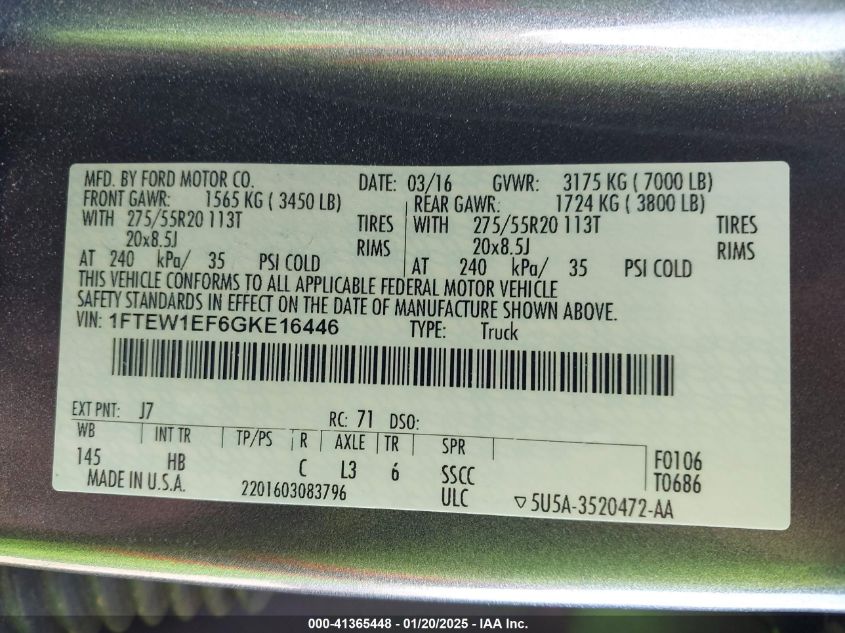 MFD. BY FORD MOTOR CO. DATE: 03/16 GVWR: 3175 KG ( 7000 LB)
FRONT GAWR: 1565 KG ( 3450 LB) REAR GAWR: 1724 KG ( 3800 LB)
WITH 275/55R20 113T TIRES WITH 275/55R20 113T TIRES
20x8.5J RIMS 20x8.5J RIMS
AT 240 kPa/ 35 PSI COLD AT 240 kPa/ 35 PSI COLD
THIS VEHICLE CONFORMS TO ALL APPLICABLE FEDERAL MOTOR VEHICLE
SAFETY STANDARDS IN EFFECT ON THE DATE OF MANUFACTURE SHOWN ABOVE.
VIN: 1FTEW1EF6GKE16446 TYPE: Truck
EXT PNT: J7 RC: 71 DSO:
WB INT TR TP/PS R AXLE TR SPR
145 HB C L3 6 SSCC F0106
MADE IN U.S.A. 2201603083796 ULC T0686
▽5U5A-3520472-AA
000-41365448 - 01/20/2025 - IAA Inc.